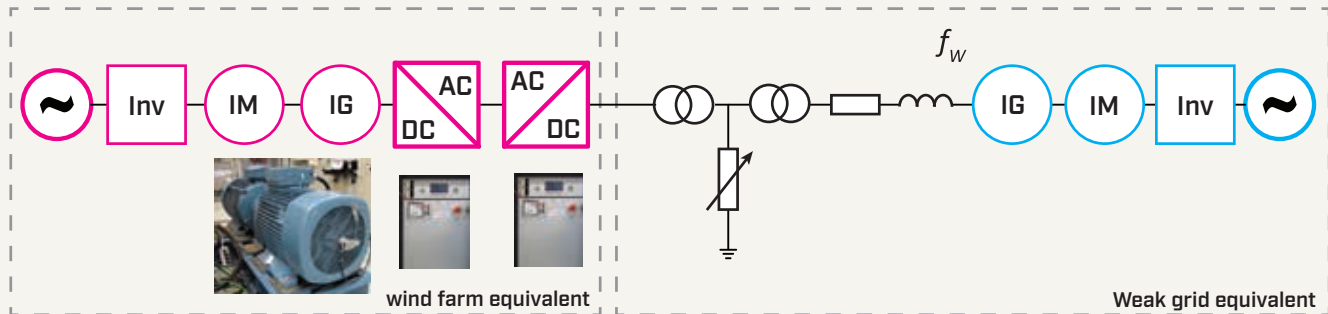 f_W
Inv
IM
IG
AC
DC
AC
DC
IG
IM
Inv
wind farm equivalent
Weak grid equivalent